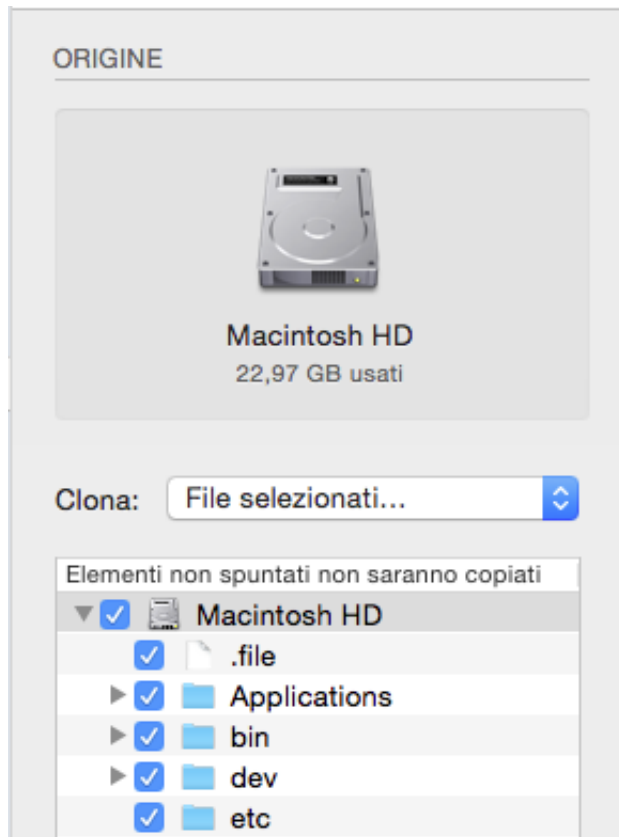 ORIGINE
Macintosh HD
22,97 GB usati
Clona: File selezionati...
Elementi non spuntati non saranno copiati
Macintosh HD
.file
Applications
bin
dev
etc